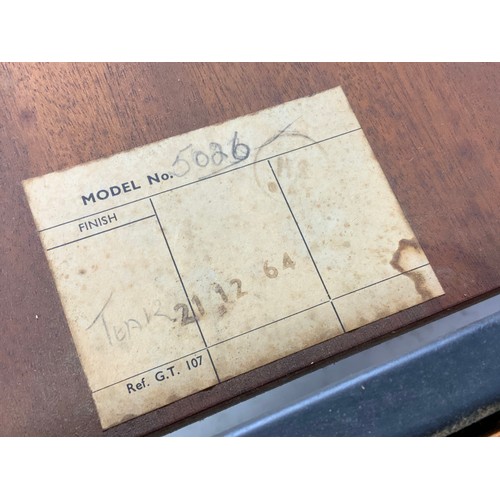 MODEL No. 5026
FINISH
TEAK
21 12 64
Ref. G.T. 107